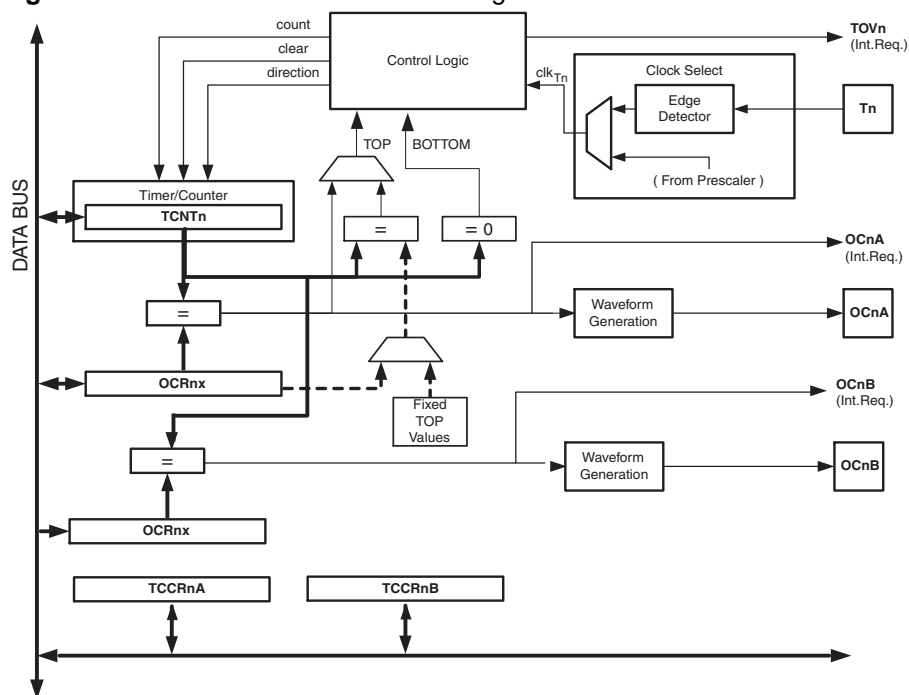 count
clear
direction
Control Logic
clkTn
TOVn
(Int.Req.)
Clock Select
Edge
Detector
Tn
( From Prescaler )
TOP
BOTTOM
Timer/Counter
TCNTn
=
= 0
DATA BUS
OCnA
(Int.Req.)
=
Waveform
Generation
OCnA
OCRnx
Fixed
TOP
Values
OCnB
(Int.Req.)
=
Waveform
Generation
OCnB
OCRnx
TCCRnA
TCCRnB